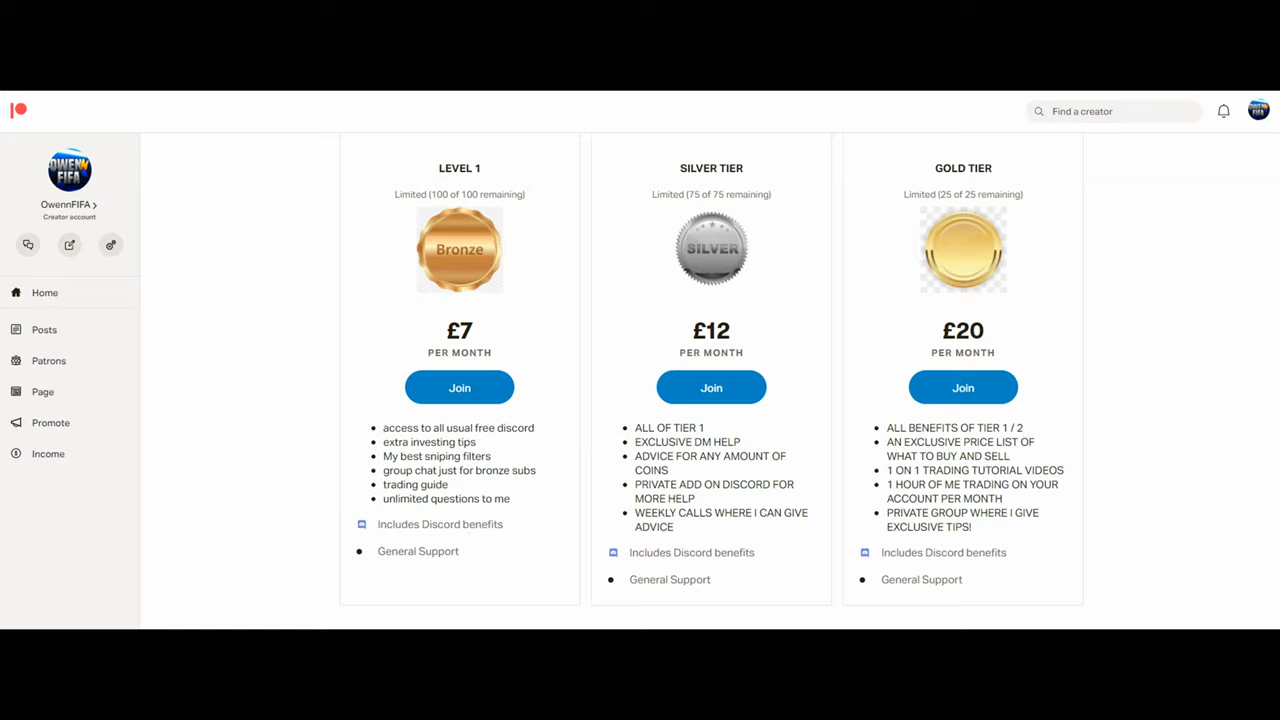 Find a creator
OWENN
FIFA
OwennFIFA
Creator account
Home
Posts
Patrons
Page
Promote
Income
LEVEL 1
Limited (100 of 100 remaining)
Bronze
£7
PER MONTH
Join
access to all usual free discord
extra investing tips
My best sniping filters
group chat just for bronze subs
trading guide
unlimited questions to me
Includes Discord benefits
General Support
SILVER TIER
Limited (75 of 75 remaining)
SILVER
£12
PER MONTH
Join
ALL OF TIER 1
EXCLUSIVE DM HELP
ADVICE FOR ANY AMOUNT OF
COINS
PRIVATE ADD ON DISCORD FOR
MORE HELP
WEEKLY CALLS WHERE I CAN GIVE
ADVICE
Includes Discord benefits
General Support
GOLD TIER
Limited (25 of 25 remaining)
£20
PER MONTH
Join
ALL BENEFITS OF TIER 1 / 2
AN EXCLUSIVE PRICE LIST OF
WHAT TO BUY AND SELL
1 ON 1 TRADING TUTORIAL VIDEOS
1 HOUR OF ME TRADING ON YOUR
ACCOUNT PER MONTH
PRIVATE GROUP WHERE I GIVE
EXCLUSIVE TIPS!
Includes Discord benefits
General Support